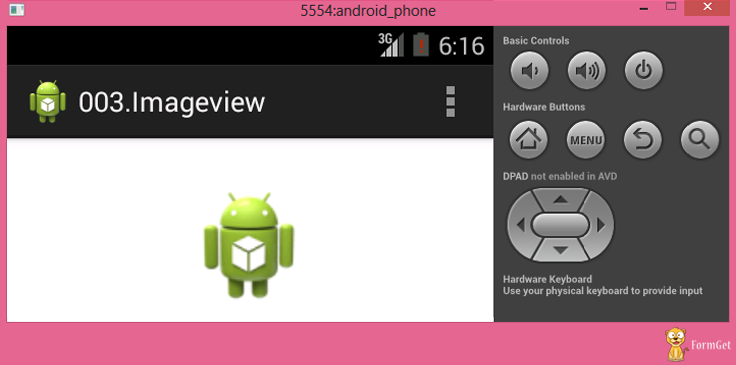 5554:android_phone
3G
6:16
003.Imageview
Basic Controls
Hardware Buttons
MENU
DPAD not enabled in AVD
Hardware Keyboard
Use your physical keyboard to provide input
FormGet